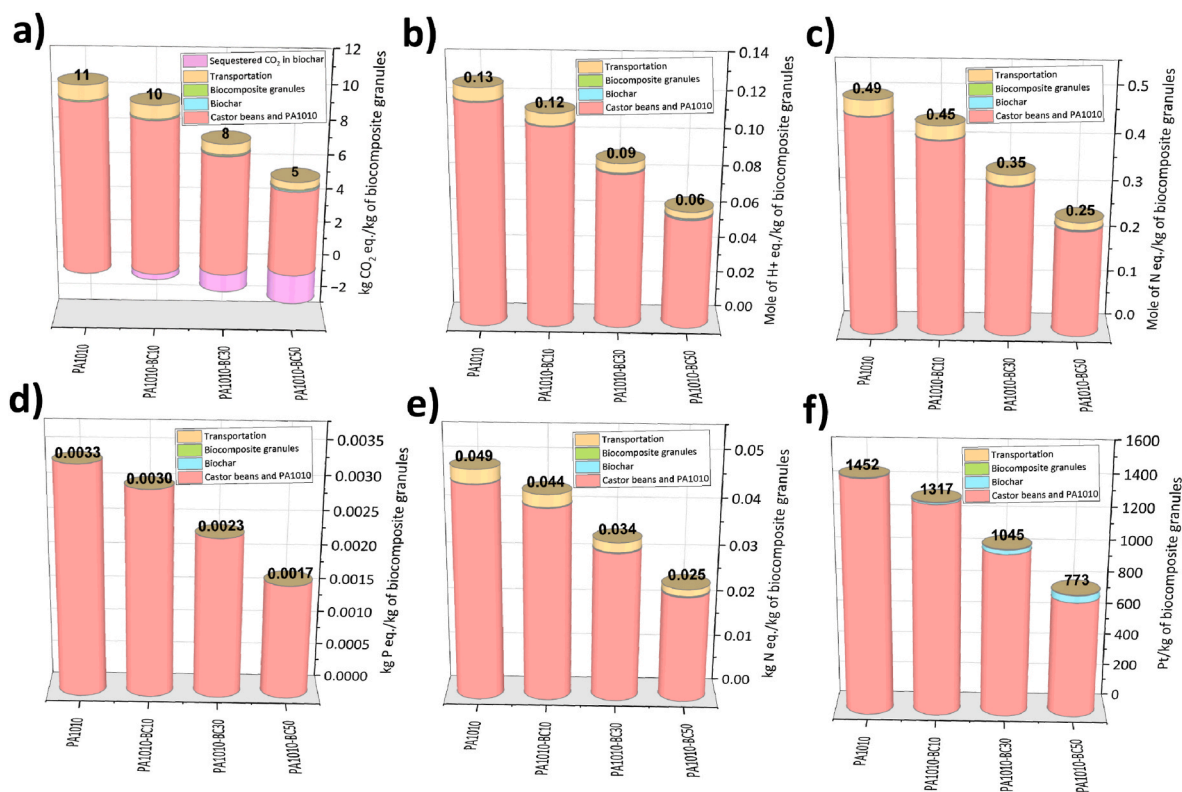 a)
12
10
8
6
4
2
0
−2
kg CO2 eq./kg of biocomposite granules
Sequestered CO2 in biochar
Transportation
Biocomposite granules
Biochar
Castor beans and PA1010
11
10
8
5
PA1010
PA1010-BC10
PA1010-BC30
PA1010-BC50
b)
0.14
0.12
0.10
0.08
0.06
0.04
0.02
0.00
Mole of H+ eq./kg of biocomposite granules
Transportation
Biocomposite granules
Biochar
Castor beans and PA1010
0.13
0.12
0.09
0.06
PA1010
PA1010-BC10
PA1010-BC30
PA1010-BC50
c)
0.5
0.4
0.3
0.2
0.1
0.0
Mole of N eq./kg of biocomposite granules
Transportation
Biocomposite granules
Biochar
Castor beans and PA1010
0.49
0.45
0.35
0.25
PA1010
PA1010-BC10
PA1010-BC30
PA1010-BC50
d)
0.0035
0.0030
0.0025
0.0020
0.0015
0.0010
0.0005
0.0000
kg P eq./kg of biocomposite granules
Transportation
Biocomposite granules
Biochar
Castor beans and PA1010
0.0033
0.0030
0.0023
0.0017
PA1010
PA1010-BC10
PA1010-BC30
PA1010-BC50
e)
0.05
0.04
0.03
0.02
0.01
0.00
kg N eq./kg of biocomposite granules
Transportation
Biocomposite granules
Biochar
Castor beans and PA1010
0.049
0.044
0.034
0.025
PA1010
PA1010-BC10
PA1010-BC30
PA1010-BC50
f)
1600
1400
1200
1000
800
600
400
200
0
Pt/kg of biocomposite granules
Transportation
Biocomposite granules
Biochar
Castor beans and PA1010
1452
1317
1045
773
PA1010
PA1010-BC10
PA1010-BC30
PA1010-BC50